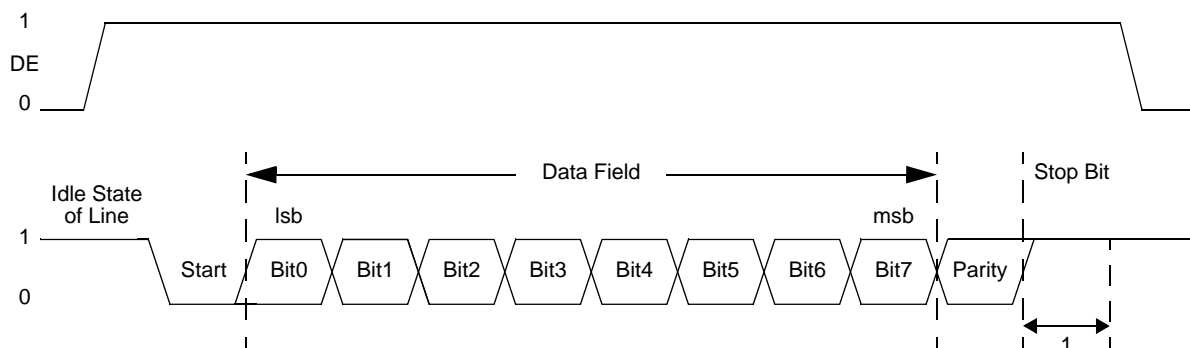 1
DE
0
Data Field
Stop Bit
Idle State
of Line
lsb
msb
1
Start
Bit0
Bit1
Bit2
Bit3
Bit4
Bit5
Bit6
Bit7
Parity
0
1